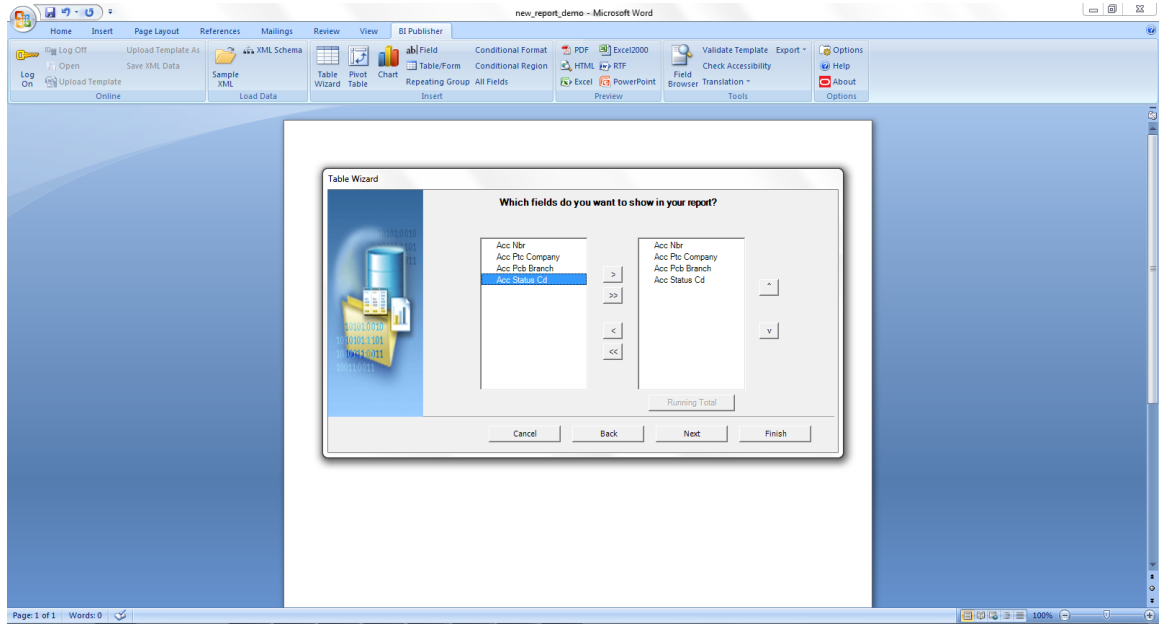 new_report_demo - Microsoft Word
Home Insert Page Layout References Mailings Review View BI Publisher
Log Off Upload Template As
Open Save XML Data
Upload Template
Log On
Online
Sample XML
XML Schema
Load Data
Table Wizard
Pivot Table
Chart
Field Conditional Format
Table/Form Conditional Region
Repeating Group All Fields
Insert
PDF Excel2000
HTML RTF
Excel PowerPoint
Preview
Field Browser
Validate Template Export
Check Accessibility
Translation
Tools
Options
Help
About
Options
Table Wizard
Which fields do you want to show in your report?
Acc Nbr
Acc Ptc Company
Acc Pcb Branch
Acc Status Cd
>
>>
<
<<
Acc Nbr
Acc Ptc Company
Acc Pcb Branch
Acc Status Cd
^
v
Running Total
Cancel Back Next Finish
Page: 1 of 1 Words: 0 100%